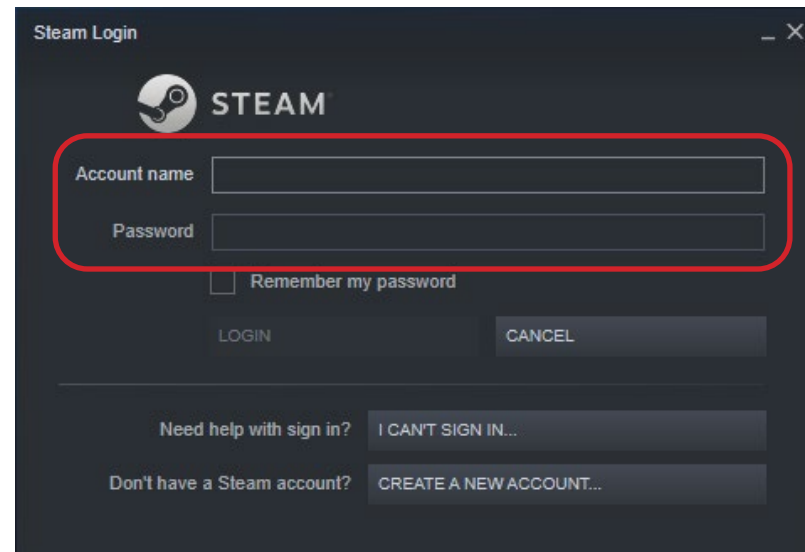 Steam Login
STEAM
Account name
Password
Remember my password
LOGIN CANCEL
Need help with sign in? I CAN'T SIGN IN...
Don't have a Steam account? CREATE A NEW ACCOUNT...